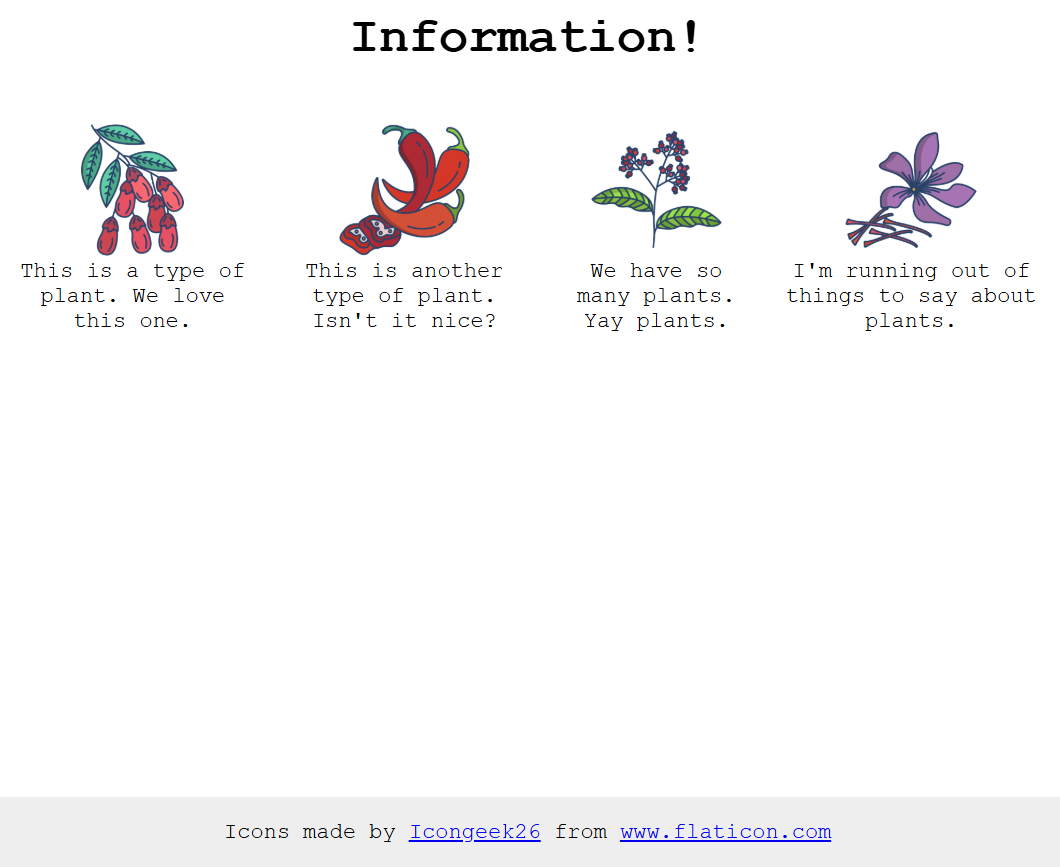 Information!
This is a type of
plant. We love
this one.
This is another
type of plant.
Isn't it nice?
We have so
many plants.
Yay plants.
I'm running out of
things to say about
plants.
Icons made by Icongeek26 from www.flaticon.com